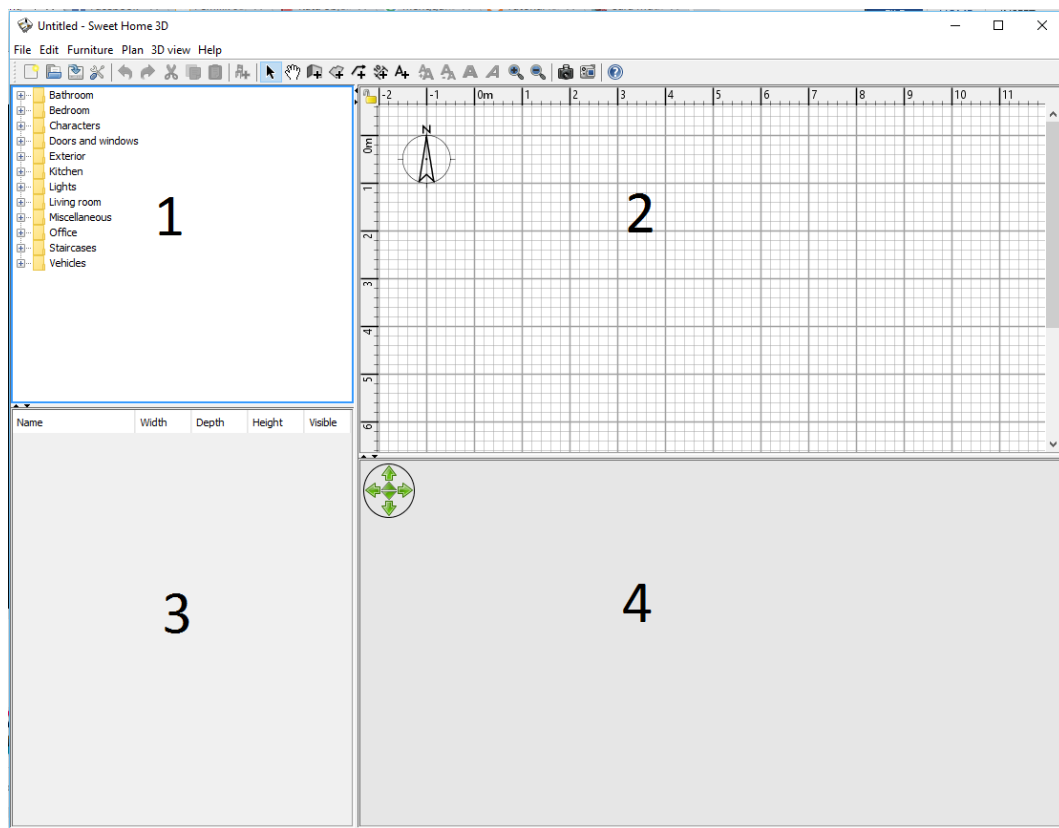 Untitled - Sweet Home 3D
File Edit Furniture Plan 3D view Help
Bathroom
Bedroom
Characters
Doors and windows
Exterior
Kitchen
Lights
Living room
Miscellaneous
Office
Staircases
Vehicles
1
-2 -1 0m 1 2 3 4 5 6 7 8 9 10 11
N
0m
1
2
3
4
5
6
2
Name Width Depth Height Visible
3
4